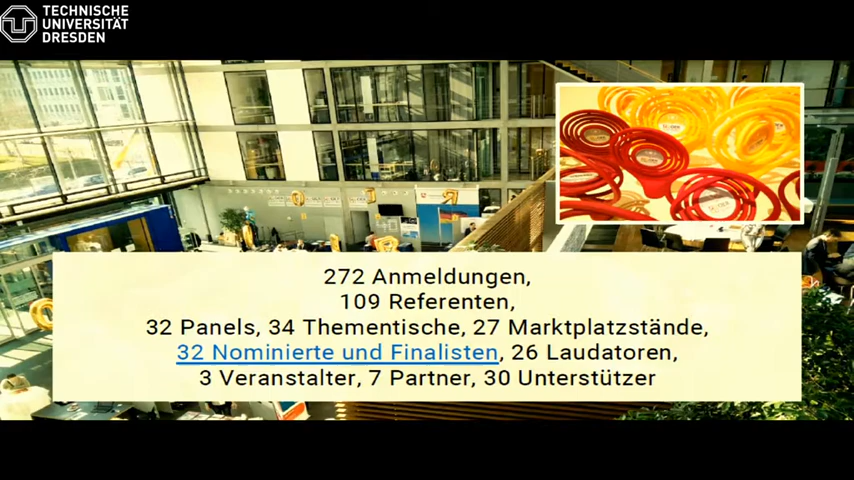 TECHNISCHE
UNIVERSITÄT
DRESDEN
272 Anmeldungen,
109 Referenten,
32 Panels, 34 Thementische, 27 Marktplatzstände,
32 Nominierte und Finalisten, 26 Laudatoren,
3 Veranstalter, 7 Partner, 30 Unterstützer